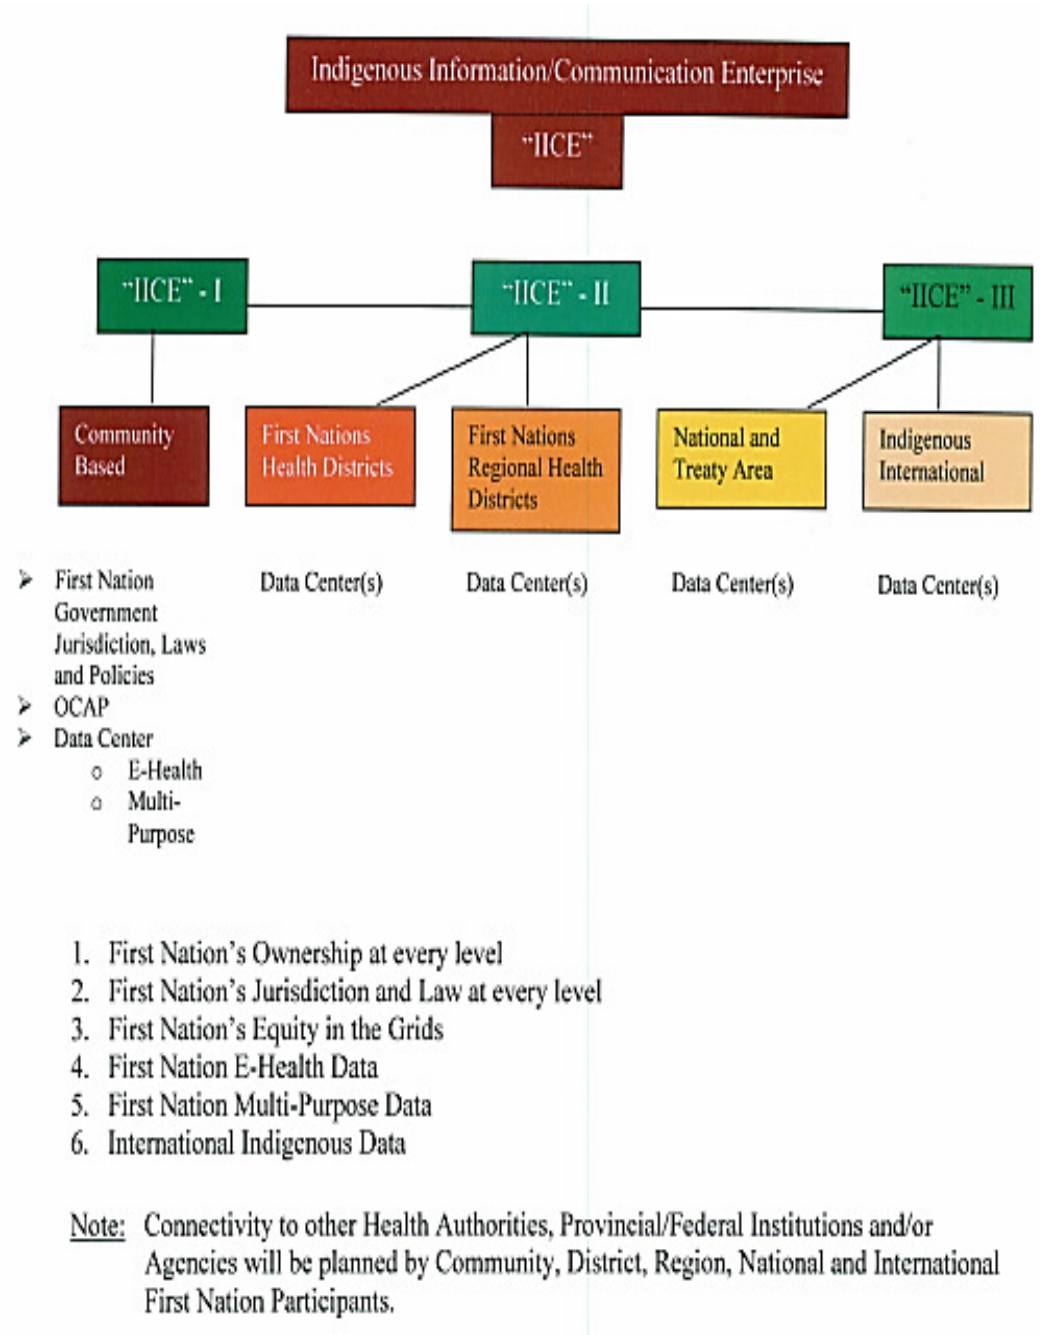 Indigenous Information/Communication Enterprise
“IICE”
“IICE” - I
“IICE” - II
“IICE” - III
Community
Based
First Nations
Health Districts
First Nations
Regional Health
Districts
National and
Treaty Area
Indigenous
International
➢ First Nation
Government
Jurisdiction, Laws
and Policies
➢ OCAP
➢ Data Center
o E-Health
o Multi-
Purpose
Data Center(s)
Data Center(s)
Data Center(s)
Data Center(s)
1. First Nation’s Ownership at every level
2. First Nation’s Jurisdiction and Law at every level
3. First Nation’s Equity in the Grids
4. First Nation E-Health Data
5. First Nation Multi-Purpose Data
6. International Indigenous Data
Note: Connectivity to other Health Authorities, Provincial/Federal Institutions and/or
Agencies will be planned by Community, District, Region, National and International
First Nation Participants.